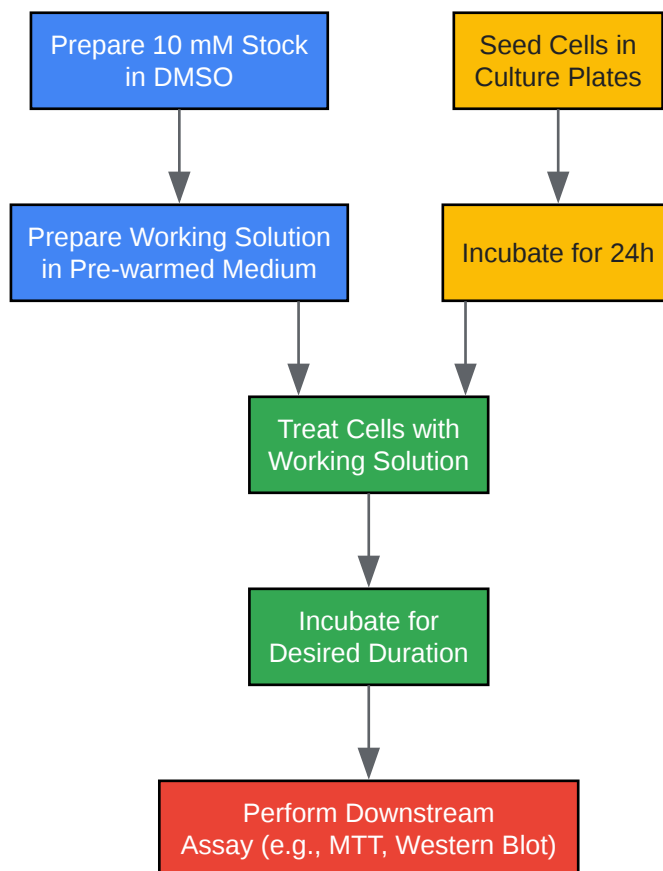 Prepare 10 mM Stock
in DMSO
Seed Cells in
Culture Plates
Prepare Working Solution
in Pre-warmed Medium
Incubate for 24h
Treat Cells with
Working Solution
Incubate for
Desired Duration
Perform Downstream
Assay (e.g., MTT, Western Blot)